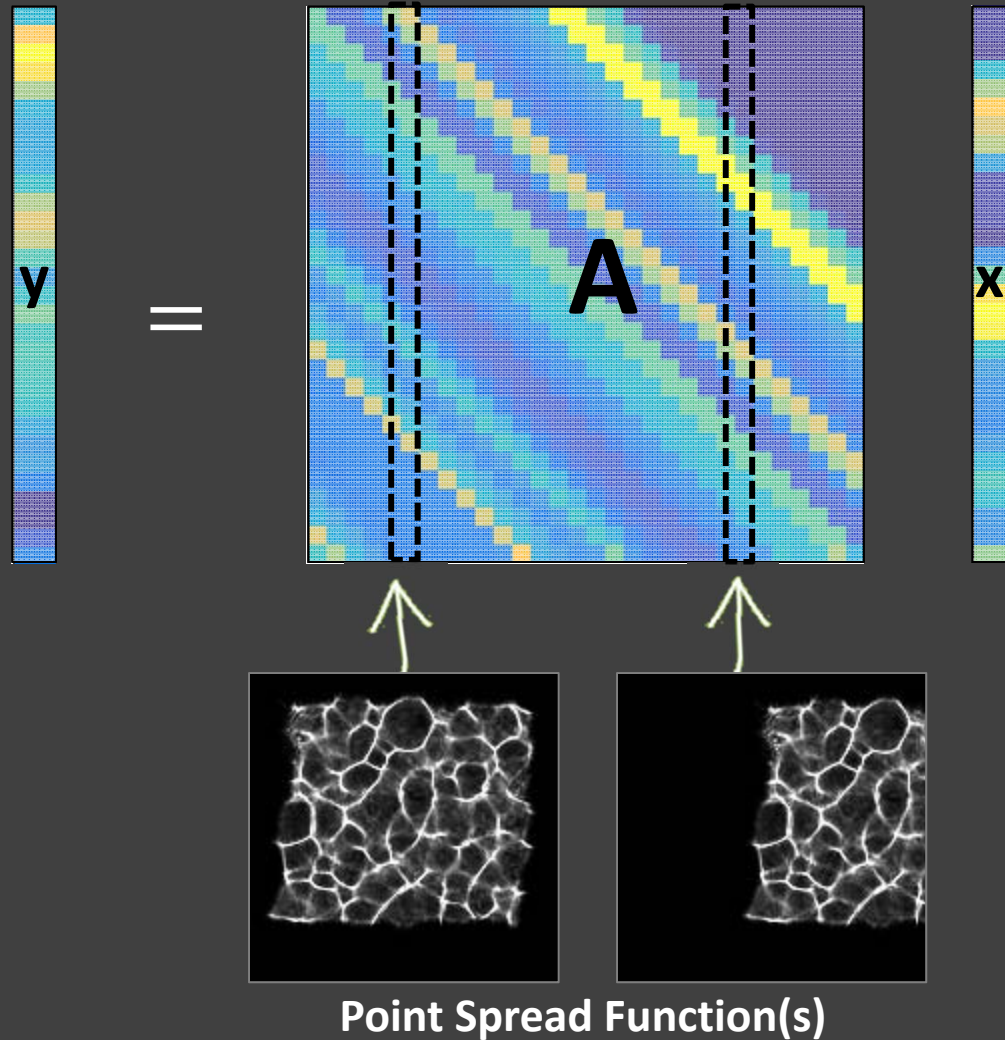 y = A x
Point Spread Function(s)